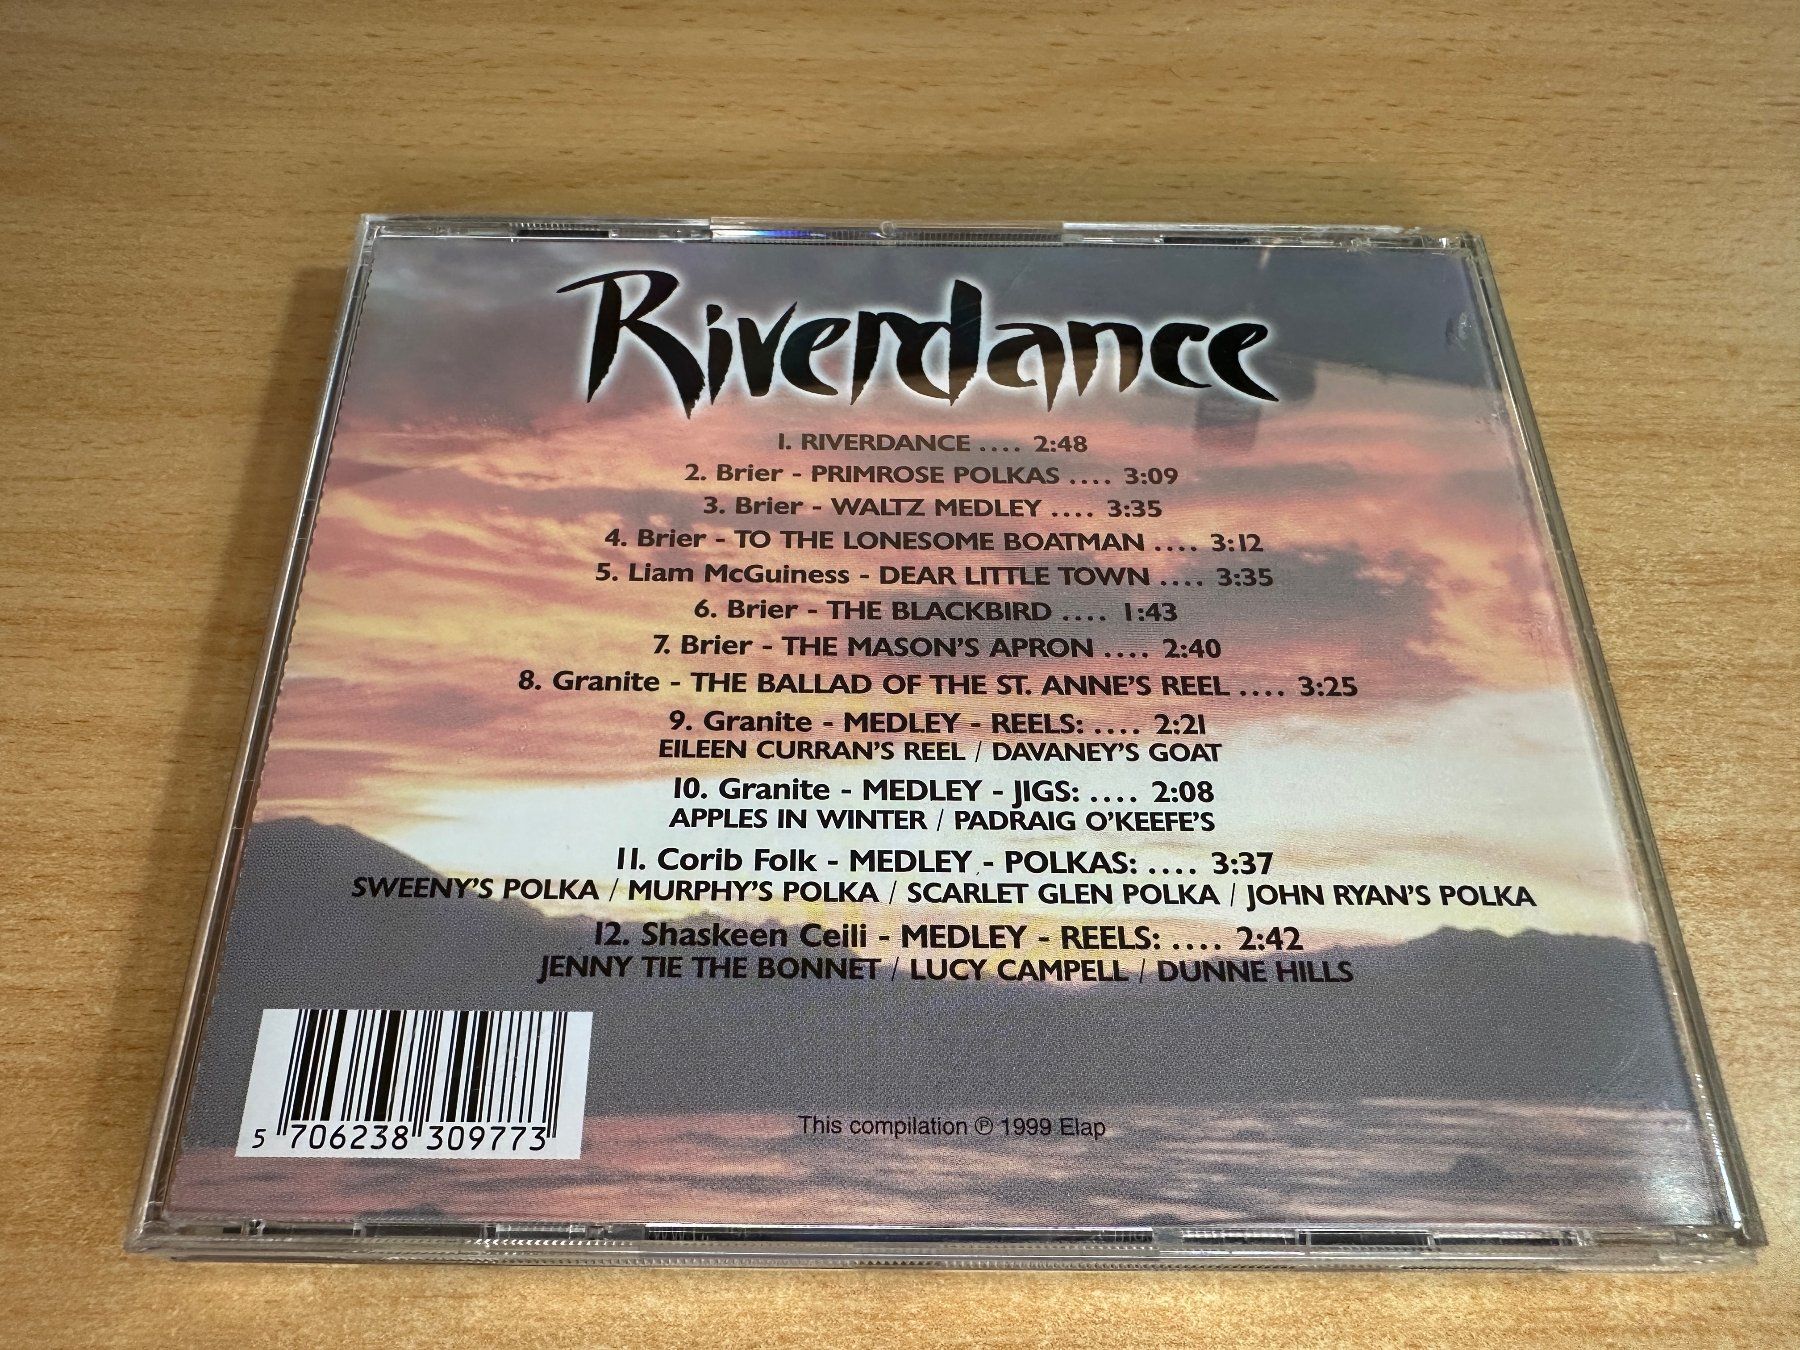 Riverdance
1. RIVERDANCE .... 2:48
2. Brier - PRIMROSE POLKAS .... 3:09
3. Brier - WALTZ MEDLEY .... 3:35
4. Brier - TO THE LONESOME BOATMAN .... 3:12
5. Liam McGuiness - DEAR LITTLE TOWN .... 3:35
6. Brier - THE BLACKBIRD .... 1:43
7. Brier - THE MASON'S APRON .... 2:40
8. Granite - THE BALLAD OF THE ST. ANNE'S REEL .... 3:25
9. Granite - MEDLEY - REELS: .... 2:21
EILEEN CURRAN'S REEL / DAVANEY'S GOAT
10. Granite - MEDLEY - JIGS: .... 2:08
APPLES IN WINTER / PADRAIG O'KEEFE'S
11. Corib Folk - MEDLEY - POLKAS: .... 3:37
SWEENY'S POLKA / MURPHY'S POLKA / SCARLET GLEN POLKA / JOHN RYAN'S POLKA
12. Shaskeen Ceili - MEDLEY - REELS: .... 2:42
JENNY TIE THE BONNET / LUCY CAMPELL / DUNNE HILLS
5 706238 309773
This compilation ℗ 1999 Elap